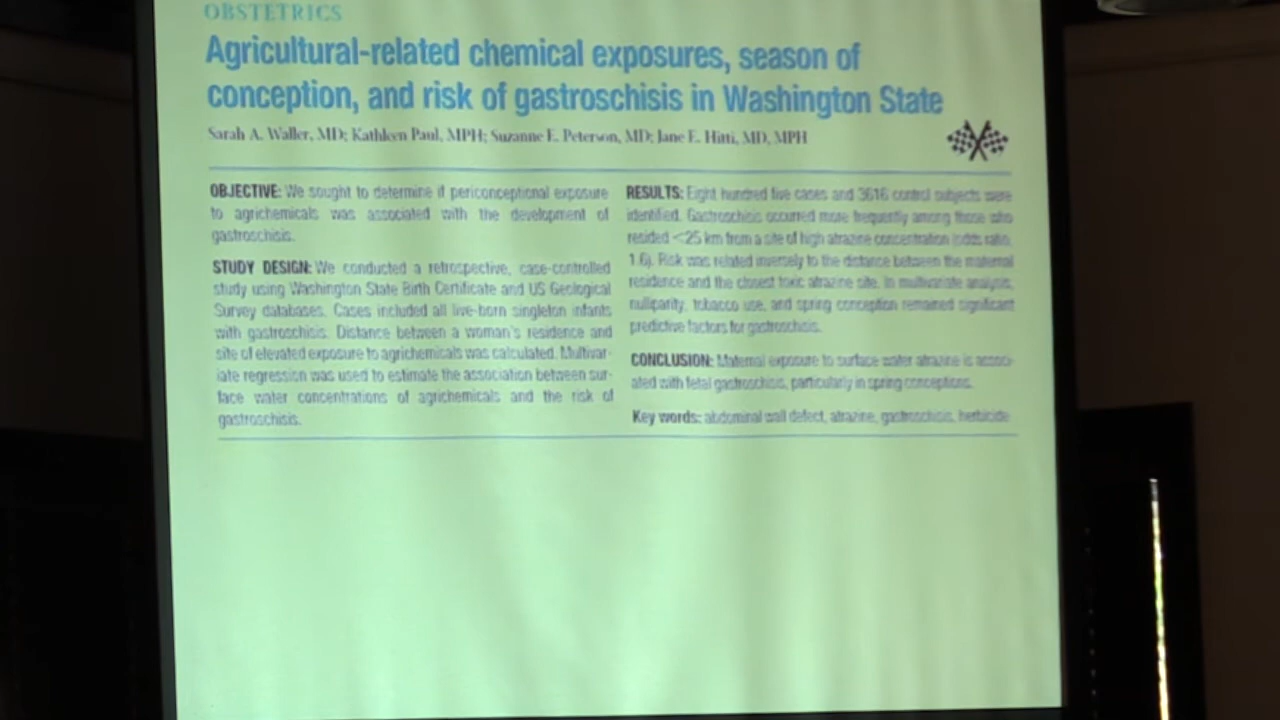 OBSTETRICS
Agricultural-related chemical exposures, season of
conception, and risk of gastroschisis in Washington State
Sarah A. Waller, MD; Kathleen Paul, MPH; Suzanne E. Peterson, MD; Jane E. Hitti, MD, MPH
OBJECTIVE: We sought to determine if periconceptional exposure
to agrichemicals was associated with the development of
gastroschisis.
STUDY DESIGN: We conducted a retrospective, case-controlled
study using Washington State Birth Certificate and US Geological
Survey databases. Cases included all live-born singleton infants
with gastroschisis. Distance between a woman's residence and
site of elevated exposure to agrichemicals was calculated. Multivar-
iate regression was used to estimate the association between sur-
face water concentrations of agrichemicals and the risk of
gastroschisis.
RESULTS: Eight hundred five cases and 3616 control subjects were
identified. Gastroschisis occurred more frequently among those who
resided <25 km from a site of high atrazine concentration (odds ratio,
1.6). Risk was related inversely to the distance between the maternal
residence and the closest toxic atrazine site. In multivariate analysis,
nulliparity, tobacco use, and spring conception remained significant
predictive factors for gastroschisis.
CONCLUSION: Maternal exposure to surface water atrazine is associ-
ated with fetal gastroschisis, particularly in spring conceptions.
Key words: abdominal wall defect, atrazine, gastroschisis, herbicide